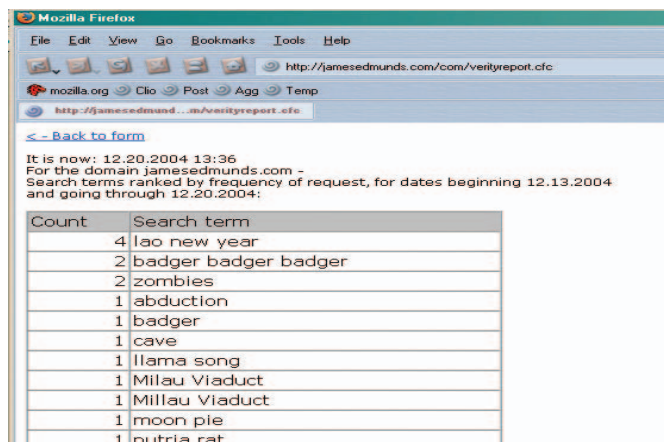 Mozilla Firefox
File Edit View Go Bookmarks Tools Help
http://jamesedmunds.com/com/verityreport.cfc
mozilla.org Clio Post Agg Temp
http://jamesedmund...m/verityreport.cfc
< - Back to form
It is now: 12.20.2004 13:36
For the domain jamesedmunds.com -
Search terms ranked by frequency of request, for dates beginning 12.13.2004
and going through 12.20.2004:
Count Search term
4 lao new year
2 badger badger badger
2 zombies
1 abduction
1 badger
1 cave
1 llama song
1 Milau Viaduct
1 Millau Viaduct
1 moon pie
1 nutria rat